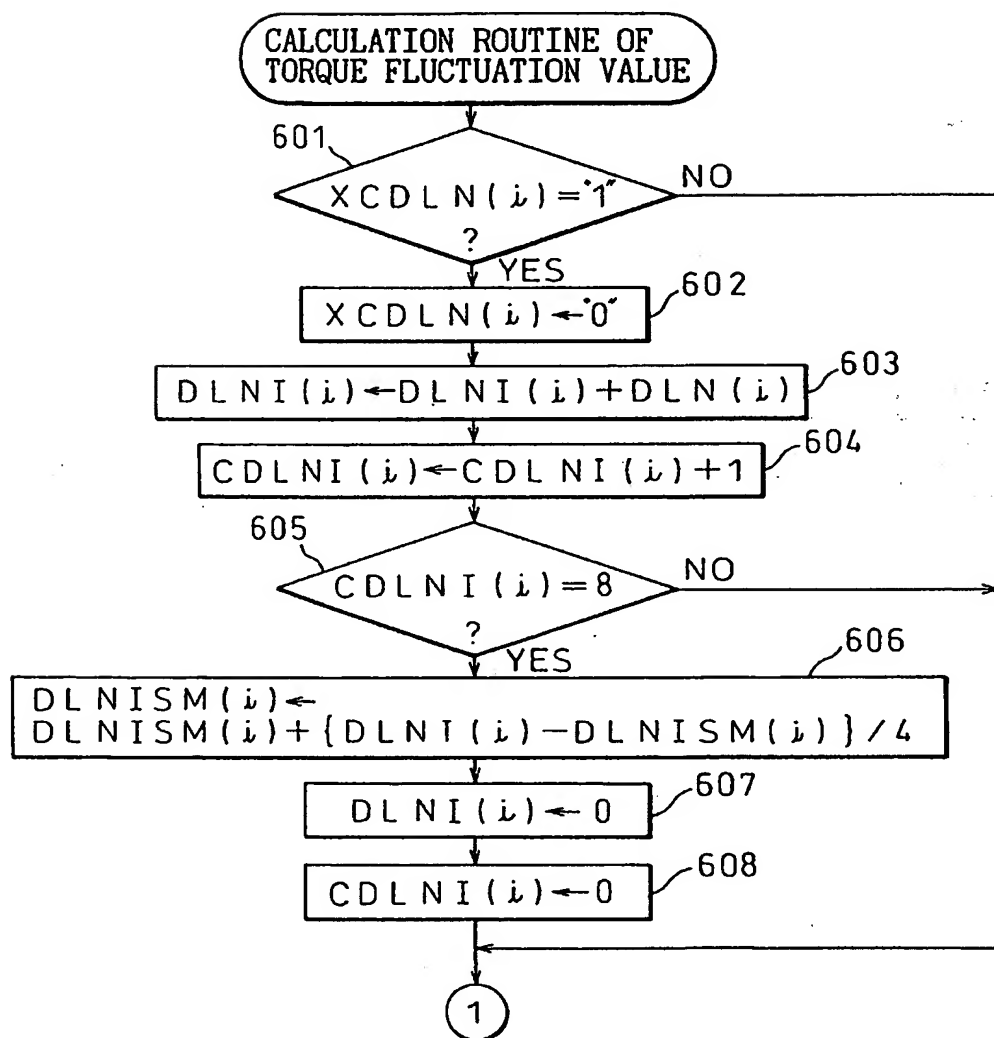 CALCULATION ROUTINE OF
TORQUE FLUCTUATION VALUE
601
XCDLN(i)="1"
?
NO
YES
XCDLN(i)←"0"
602
DLNI(i)←DLNI(i)+DLN(i)
603
CDLNI(i)←CDLNI(i)+1
604
605
CDLNI(i)=8
?
NO
YES
606
DLNISM(i)←
DLNISM(i)+{DLNI(i)−DLNISM(i)}/4
DLNI(i)←0
607
CDLNI(i)←0
608
1